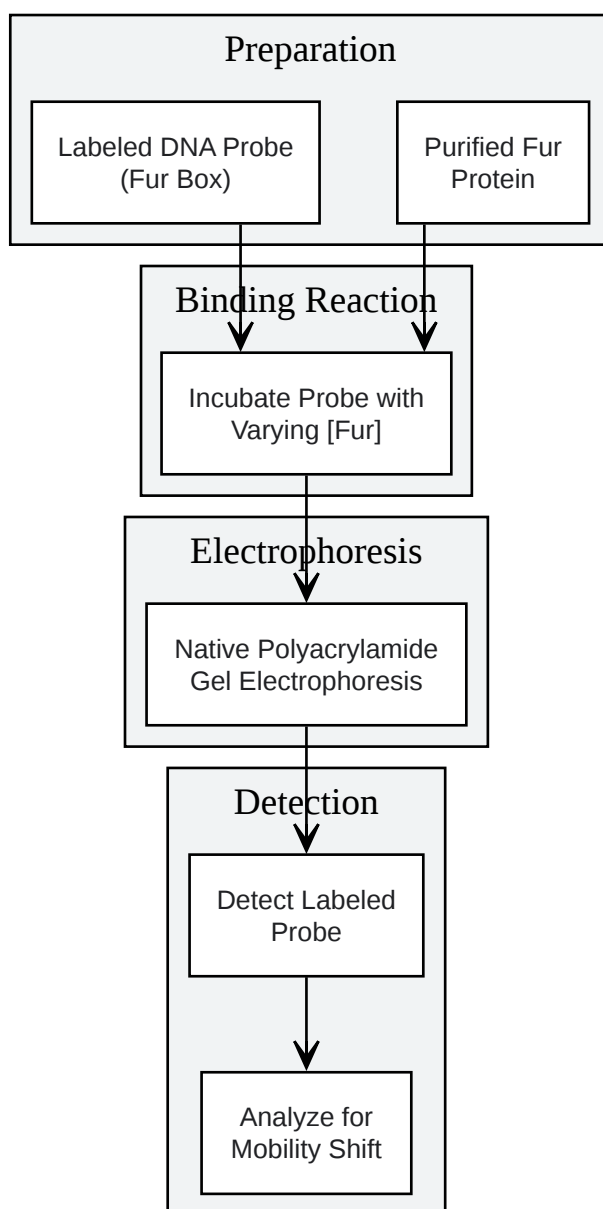 Preparation
Labeled DNA Probe
(Fur Box)
Purified Fur
Protein
Binding Reaction
Incubate Probe with
Varying [Fur]
Electrophoresis
Native Polyacrylamide
Gel Electrophoresis
Detection
Detect Labeled
Probe
Analyze for
Mobility Shift